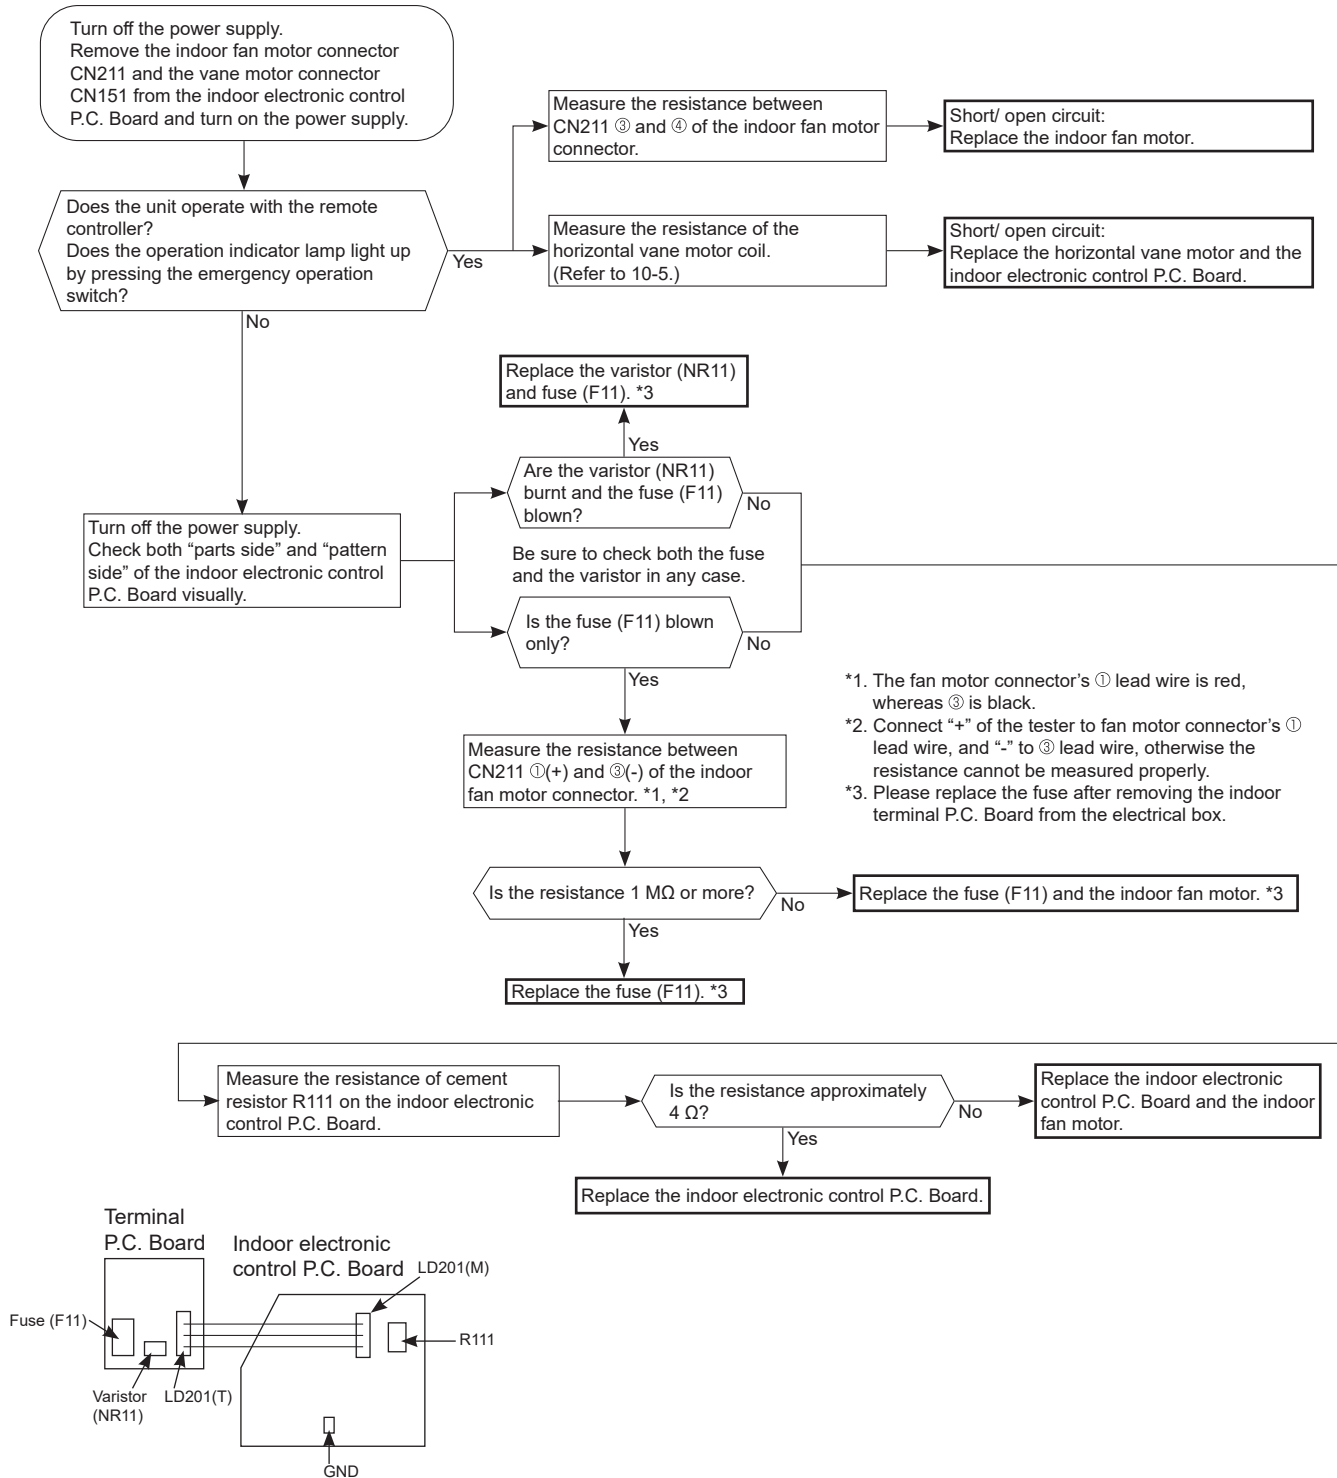 Turn off the power supply.
Remove the indoor fan motor connector
CN211 and the vane motor connector
CN151 from the indoor electronic control
P.C. Board and turn on the power supply.
Measure the resistance between
CN211 ③ and ④ of the indoor fan motor
connector.
Short/ open circuit:
Replace the indoor fan motor.
Does the unit operate with the remote
controller?
Does the operation indicator lamp light up
by pressing the emergency operation
switch?
Yes
Measure the resistance of the
horizontal vane motor coil.
(Refer to 10-5.)
Short/ open circuit:
Replace the horizontal vane motor and the
indoor electronic control P.C. Board.
No
Replace the varistor (NR11)
and fuse (F11). *3
Yes
Are the varistor (NR11)
burnt and the fuse (F11)
blown?
No
Turn off the power supply.
Check both “parts side” and “pattern
side” of the indoor electronic control
P.C. Board visually.
Be sure to check both the fuse
and the varistor in any case.
Is the fuse (F11) blown
only?
No
Yes
*1. The fan motor connector’s ① lead wire is red,
whereas ③ is black.
*2. Connect “+” of the tester to fan motor connector’s ①
lead wire, and “-” to ③ lead wire, otherwise the
resistance cannot be measured properly.
*3. Please replace the fuse after removing the indoor
terminal P.C. Board from the electrical box.
Measure the resistance between
CN211 ①(+) and ③(-) of the indoor
fan motor connector. *1, *2
Is the resistance 1 MΩ or more?
No
Replace the fuse (F11) and the indoor fan motor. *3
Yes
Replace the fuse (F11). *3
Measure the resistance of cement
resistor R111 on the indoor electronic
control P.C. Board.
Is the resistance approximately
4 Ω?
No
Replace the indoor electronic
control P.C. Board and the indoor
fan motor.
Yes
Replace the indoor electronic control P.C. Board.
Terminal
P.C. Board
Indoor electronic
control P.C. Board
LD201(M)
Fuse (F11)
R111
Varistor
(NR11)
LD201(T)
GND